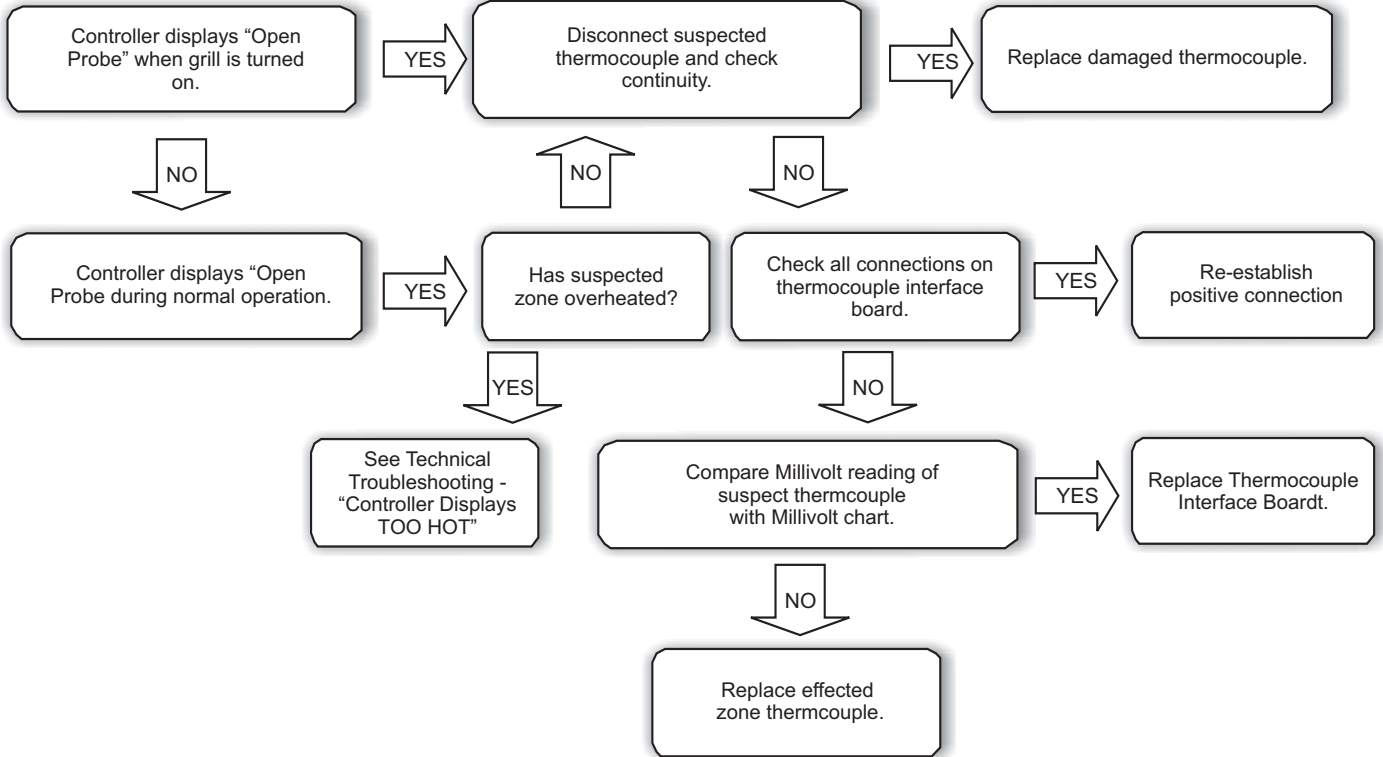 Controller displays “Open
Probe” when grill is turned
on.
YES
Disconnect suspected
thermocouple and check
continuity.
YES
Replace damaged thermocouple.
NO
NO
NO
Controller displays “Open
Probe during normal operation.
YES
Has suspected
zone overheated?
Check all connections on
thermocouple interface
board.
YES
Re-establish
positive connection
YES
NO
See Technical
Troubleshooting -
“Controller Displays
TOO HOT”
Compare Millivolt reading of
suspect thermcouple
with Millivolt chart.
YES
Replace Thermocouple
Interface Boardt.
NO
Replace effected
zone thermcouple.